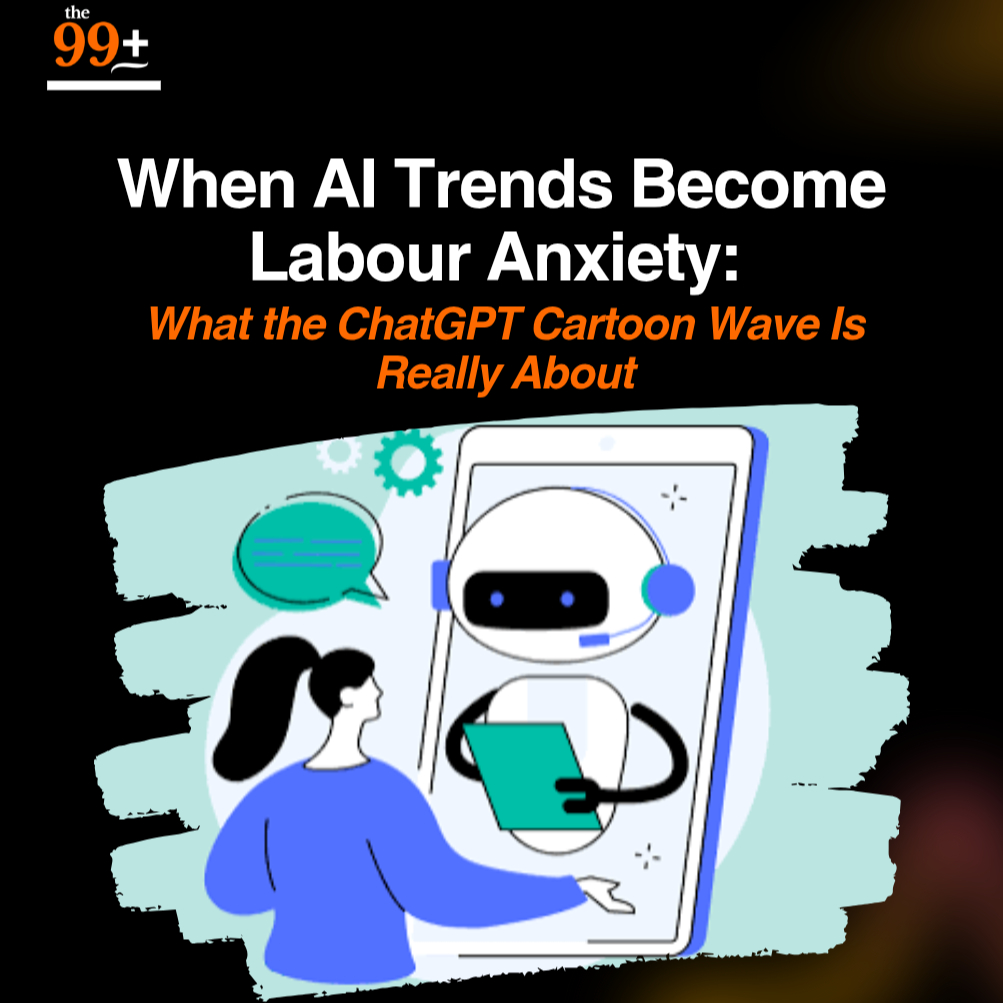 the
99±
When AI Trends Become
Labour Anxiety:
What the ChatGPT Cartoon Wave Is
Really About